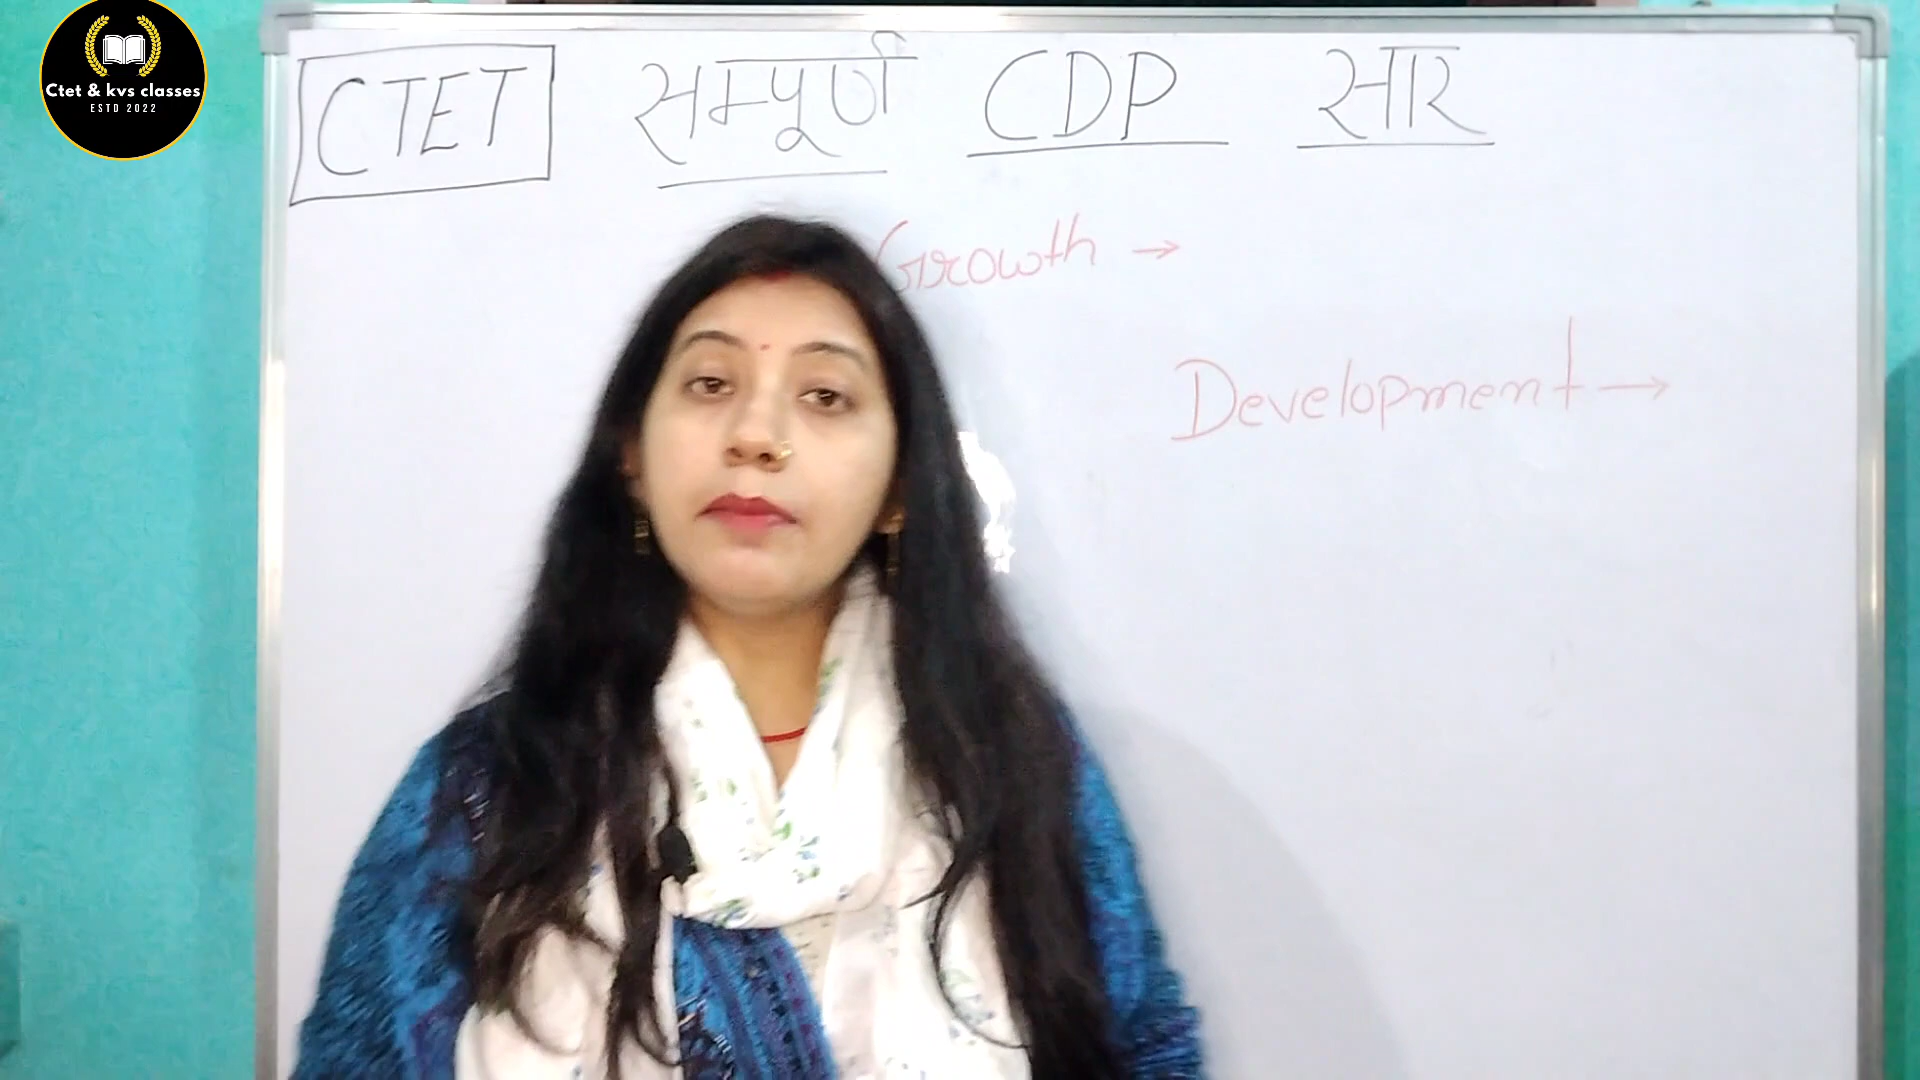 Ctet & kvs classes
ESTD 2022
CTET सम्पूर्ण CDP सार
Growth →
Development →